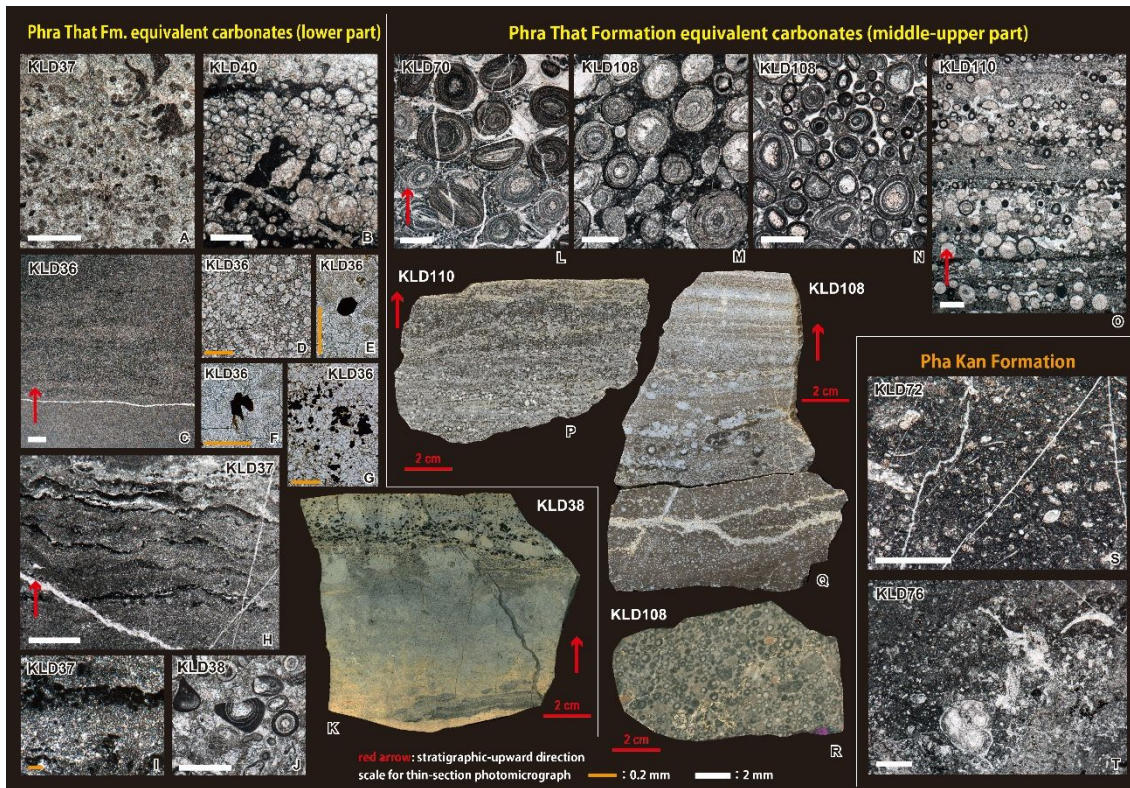 Phra That Fm. equivalent carbonates (lower part)
Phra That Formation equivalent carbonates (middle-upper part)
KLD37
A
KLD40
B
KLD36
C
KLD36
D
KLD36
E
KLD36
F
KLD36
G
KLD37
H
KLD37
I
KLD38
J
KLD38
K
2 cm
KLD70
L
KLD108
M
KLD108
N
KLD110
O
KLD110
P
2 cm
KLD108
2 cm
Q
KLD108
R
2 cm
Pha Kan Formation
KLD72
S
KLD76
T
red arrow: stratigraphic-upward direction
scale for thin-section photomicrograph : 0.2 mm : 2 mm